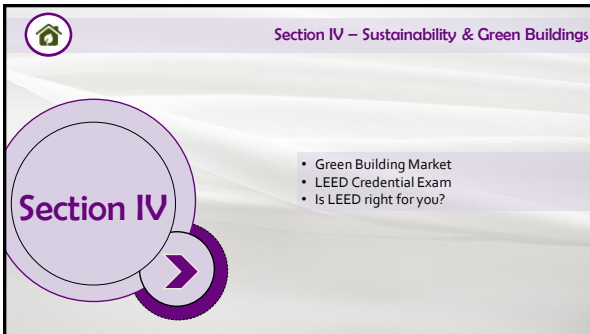 Section IV – Sustainability & Green Buildings
Section IV
• Green Building Market
• LEED Credential Exam
• Is LEED right for you?